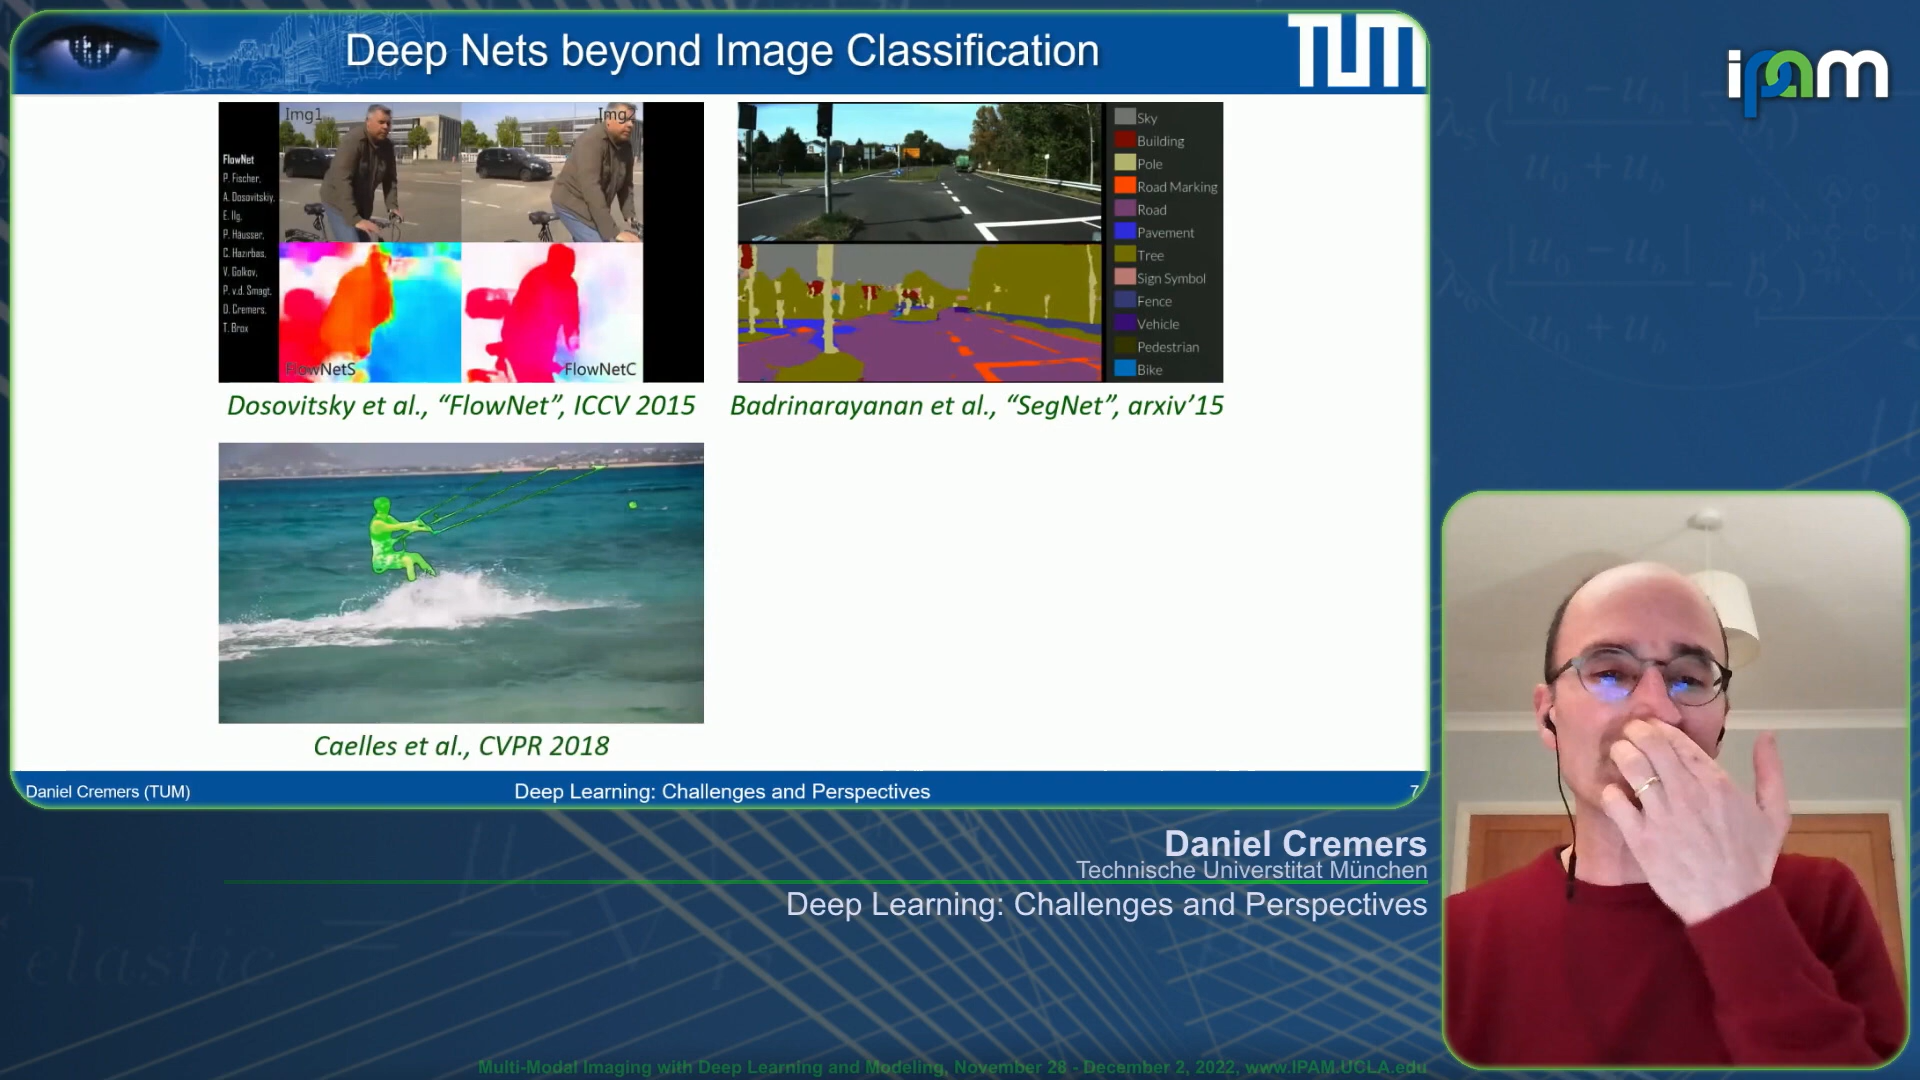 Deep Nets beyond Image Classification
TUM
ipam
Img1
Img2
FlowNet
P. Fischer,
A. Dosovitskiy,
E. Ilg,
P. Häusser,
C. Hazırbas,
V. Golkov,
P. v.d. Smagt,
D. Cremers,
T. Brox
FlowNetS
FlowNetC
Sky
Building
Pole
Road Marking
Road
Pavement
Tree
Sign Symbol
Fence
Vehicle
Pedestrian
Bike
Dosovitsky et al., “FlowNet”, ICCV 2015
Badrinarayanan et al., “SegNet”, arxiv’15
Caelles et al., CVPR 2018
Daniel Cremers (TUM)
Deep Learning: Challenges and Perspectives
7
Daniel Cremers
Technische Universtitat München
Deep Learning: Challenges and Perspectives
elastic
Multi-Modal Imaging with Deep Learning and Modeling, November 28 - December 2, 2022, www.IPAM.UCLA.edu